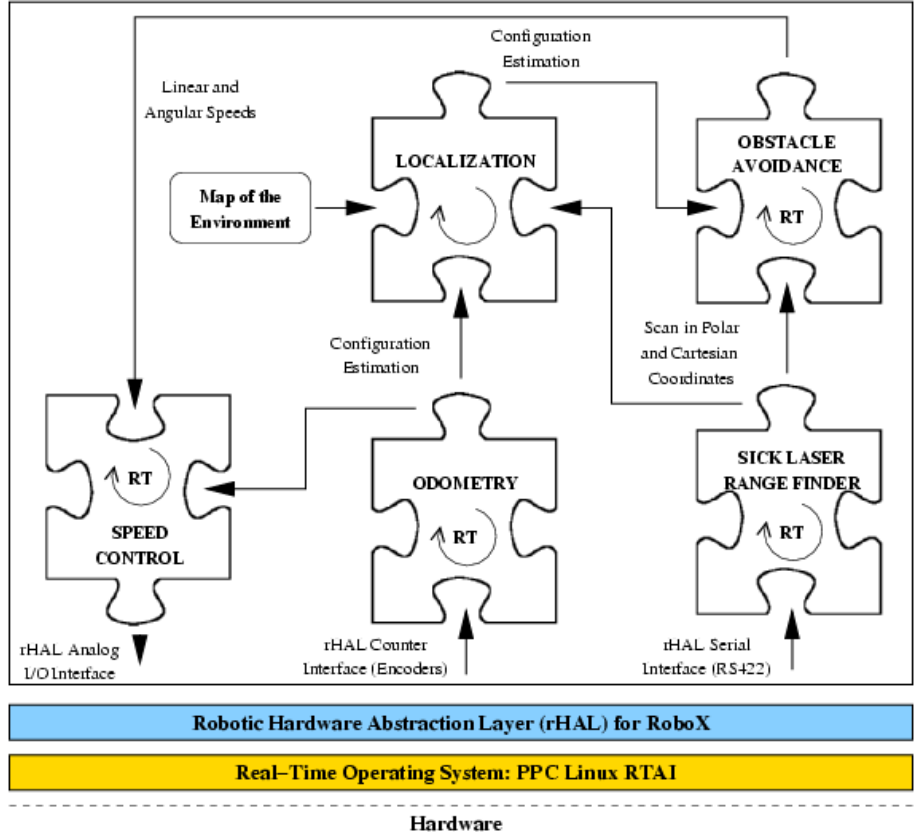 Configuration
Estimation
Linear and
Angular Speeds
LOCALIZATION
OBSTACLE
AVOIDANCE
RT
Map of the
Environment
Configuration
Estimation
Scan in Polar
and Cartesian
Coordinates
RT
SPEED
CONTROL
ODOMETRY
RT
SICK LASER
RANGE FINDER
RT
rHAL Analog
I/O Interface
rHAL Counter
Interface (Encoders)
rHAL Serial
Interface (RS422)
Robotic Hardware Abstraction Layer (rHAL) for RoboX
Real–Time Operating System: PPC Linux RTAI
Hardware